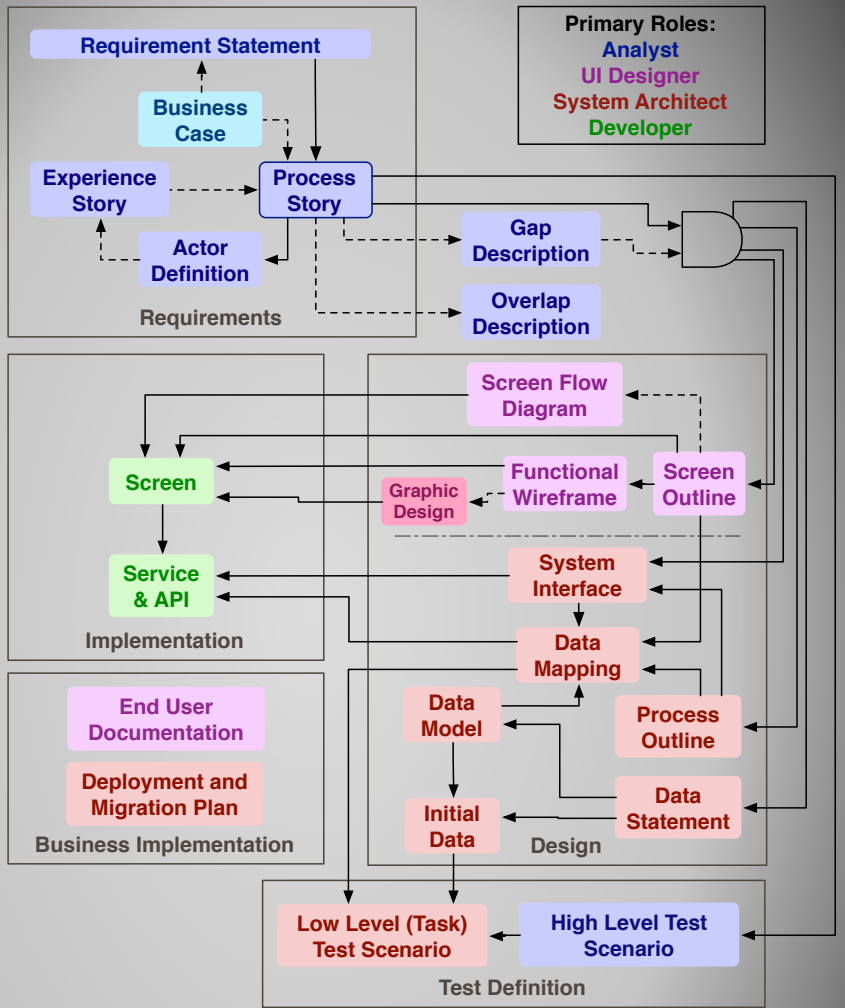 Primary Roles:
Analyst
UI Designer
System Architect
Developer
Requirement Statement
Business
Case
Experience
Story
Process
Story
Actor
Definition
Gap
Description
Overlap
Description
Requirements
Screen Flow
Diagram
Screen
Functional
Wireframe
Screen
Outline
Graphic
Design
Service
& API
System
Interface
Implementation
Data
Mapping
End User
Documentation
Data
Model
Process
Outline
Deployment and
Migration Plan
Initial
Data
Data
Statement
Business Implementation
Design
Low Level (Task)
Test Scenario
High Level Test
Scenario
Test Definition